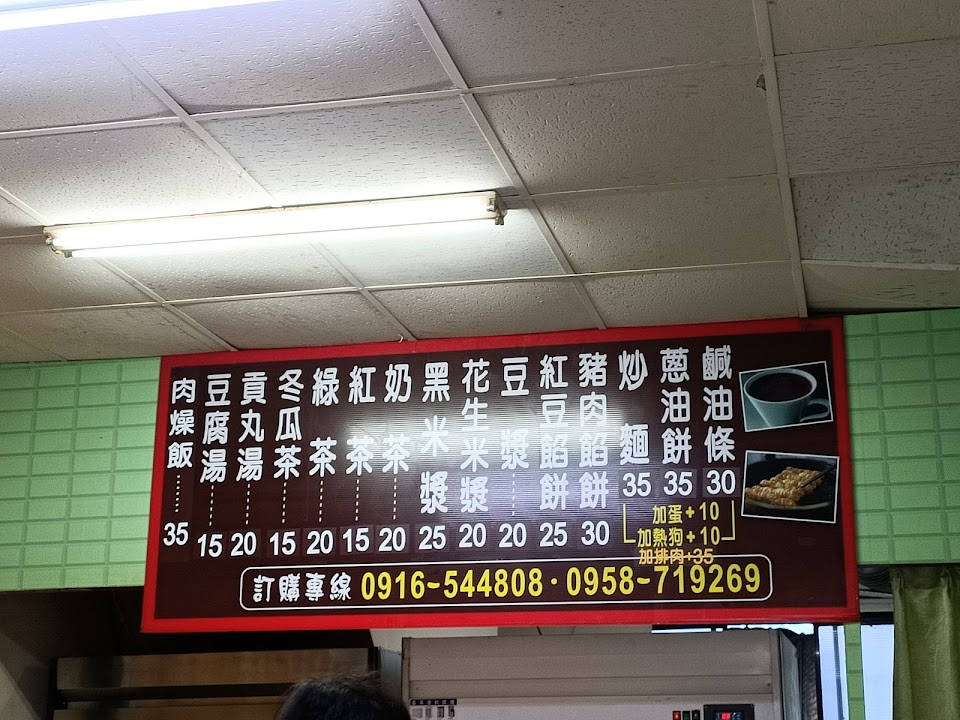 鹹油條 30
蔥油餅 35
炒麵 35
加蛋+10
加熱狗+10
加排肉+35
豬肉餡餅 30
紅豆餡餅 25
豆漿 20
花生米漿 20
黑米漿 25
奶茶 20
紅茶 15
綠茶 20
冬瓜茶 15
貢丸湯 20
豆腐湯 15
肉燥飯 35
訂購專線 0916~544808·0958~719269